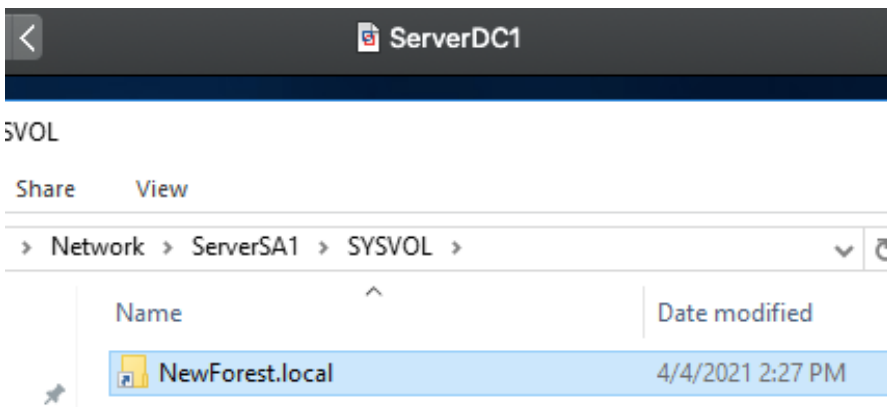 ServerDC1
SVOL
Share View
> Network > ServerSA1 > SYSVOL >
Name Date modified
NewForest.local 4/4/2021 2:27 PM